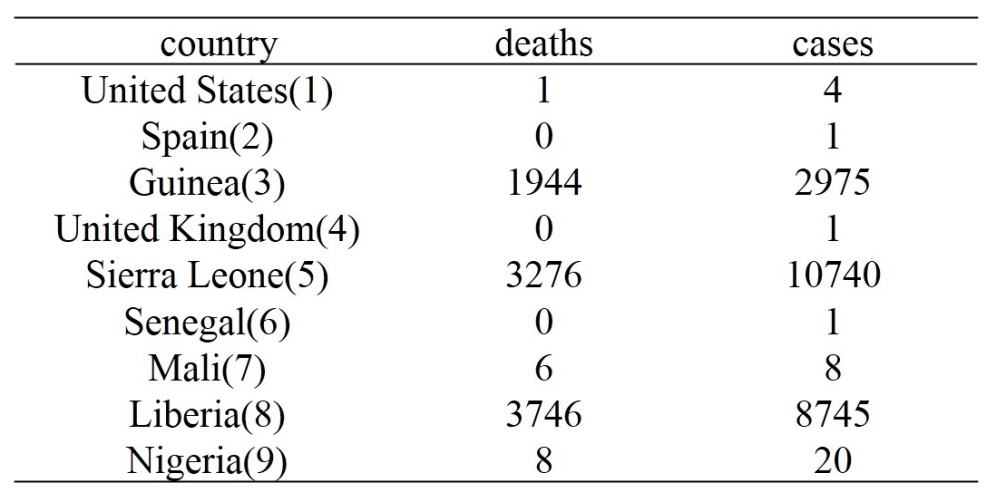 country deaths cases
United States(1) 1 4
Spain(2) 0 1
Guinea(3) 1944 2975
United Kingdom(4) 0 1
Sierra Leone(5) 3276 10740
Senegal(6) 0 1
Mali(7) 6 8
Liberia(8) 3746 8745
Nigeria(9) 8 20